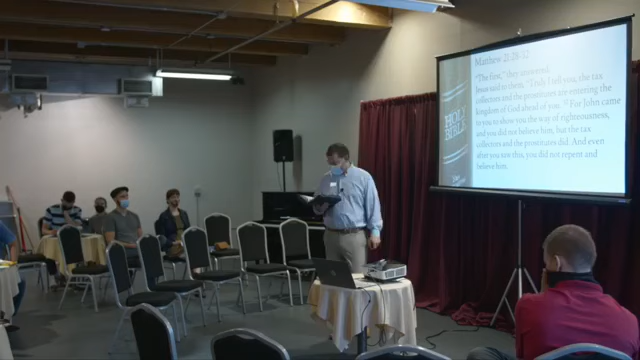 Matthew 21:28-32
"The first," they answered.
Jesus said to them, "Truly I tell you, the tax
collectors and the prostitutes are entering the
kingdom of God ahead of you. 32 For John came
to you to show you the way of righteousness,
and you did not believe him, but the tax
collectors and the prostitutes did. And even
after you saw this, you did not repent and
believe him.
HOLY
BIBLE